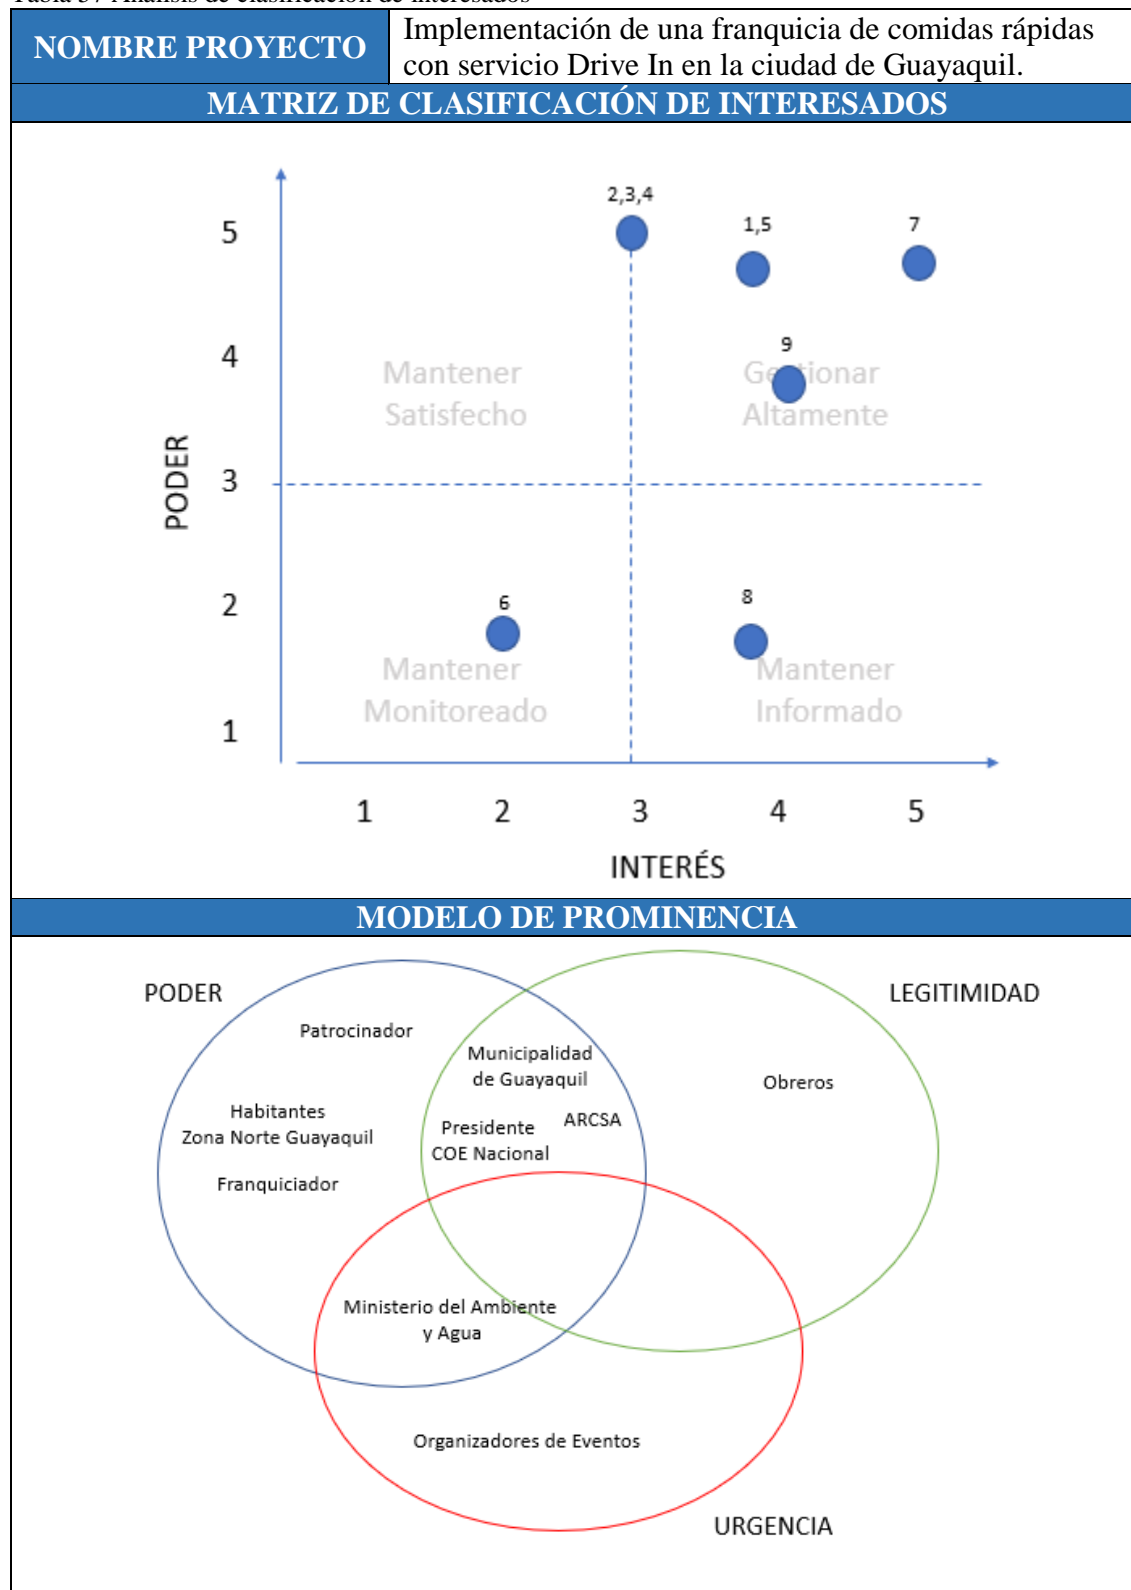 NOMBRE PROYECTO
Implementación de una franquicia de comidas rápidas
con servicio Drive In en la ciudad de Guayaquil.
MATRIZ DE CLASIFICACIÓN DE INTERESADOS
2,3,4
1,5
7
5
9
4
Mantener
Satisfecho
Gestionar
Altamente
PODER
3
2
6
8
Mantener
Monitoreado
Mantener
Informado
1
1 2 3 4 5
INTERÉS
MODELO DE PROMINENCIA
PODER
LEGITIMIDAD
Patrocinador
Municipalidad
de Guayaquil
Obreros
Habitantes
Zona Norte Guayaquil
Presidente
COE Nacional
ARCSA
Franquiciador
Ministerio del Ambiente
y Agua
Organizadores de Eventos
URGENCIA